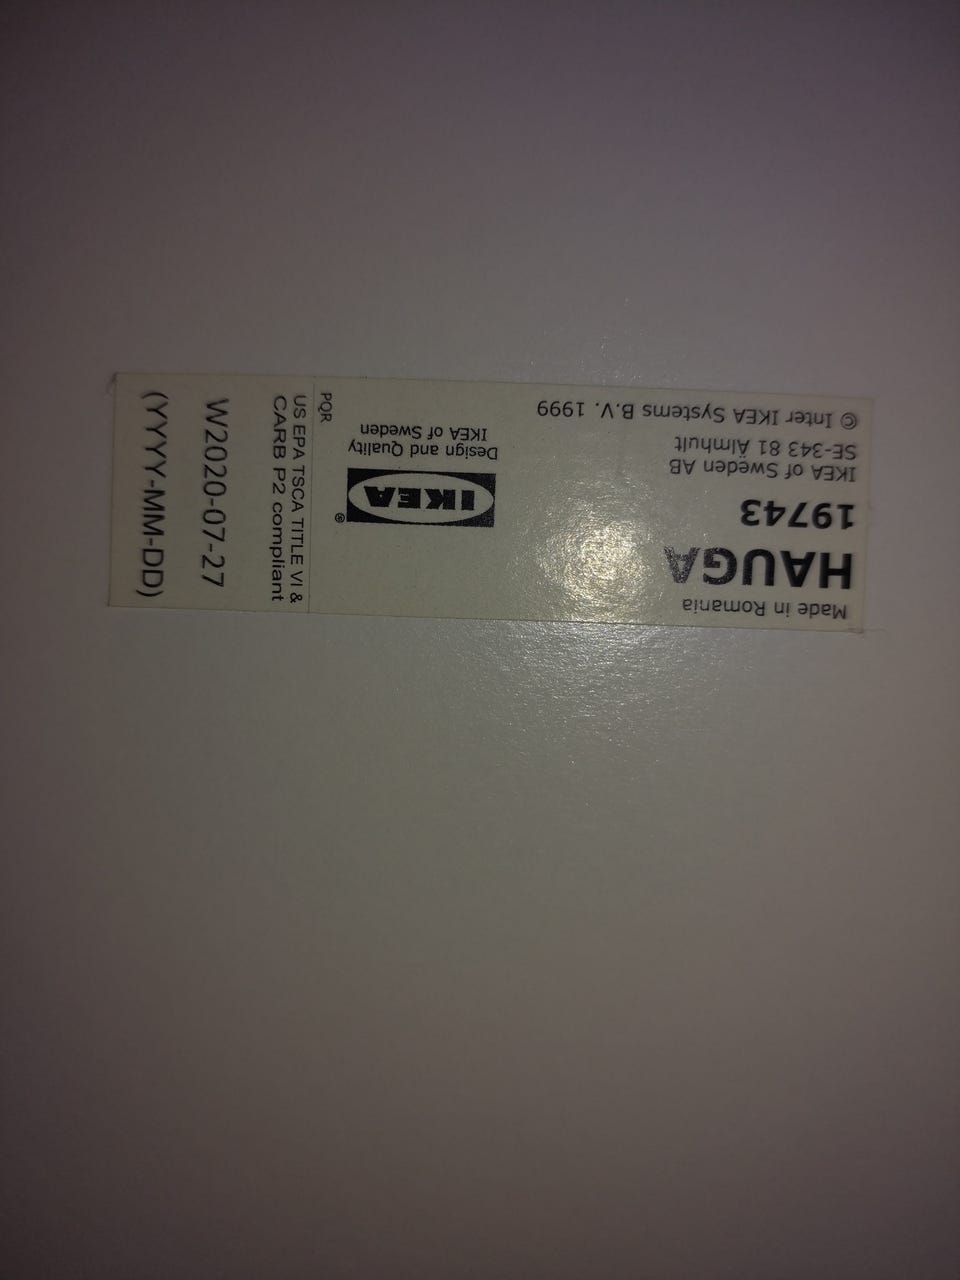 Made in Romania
HAUGA
19743
IKEA of Sweden AB
SE-343 81 Älmhult
© Inter IKEA Systems B.V. 1999
IKEA®
Design and Quality
IKEA of Sweden
PQR
US EPA TSCA TITLE VI &
CARB P2 compliant
W2020-07-27
(YYYY-MM-DD)